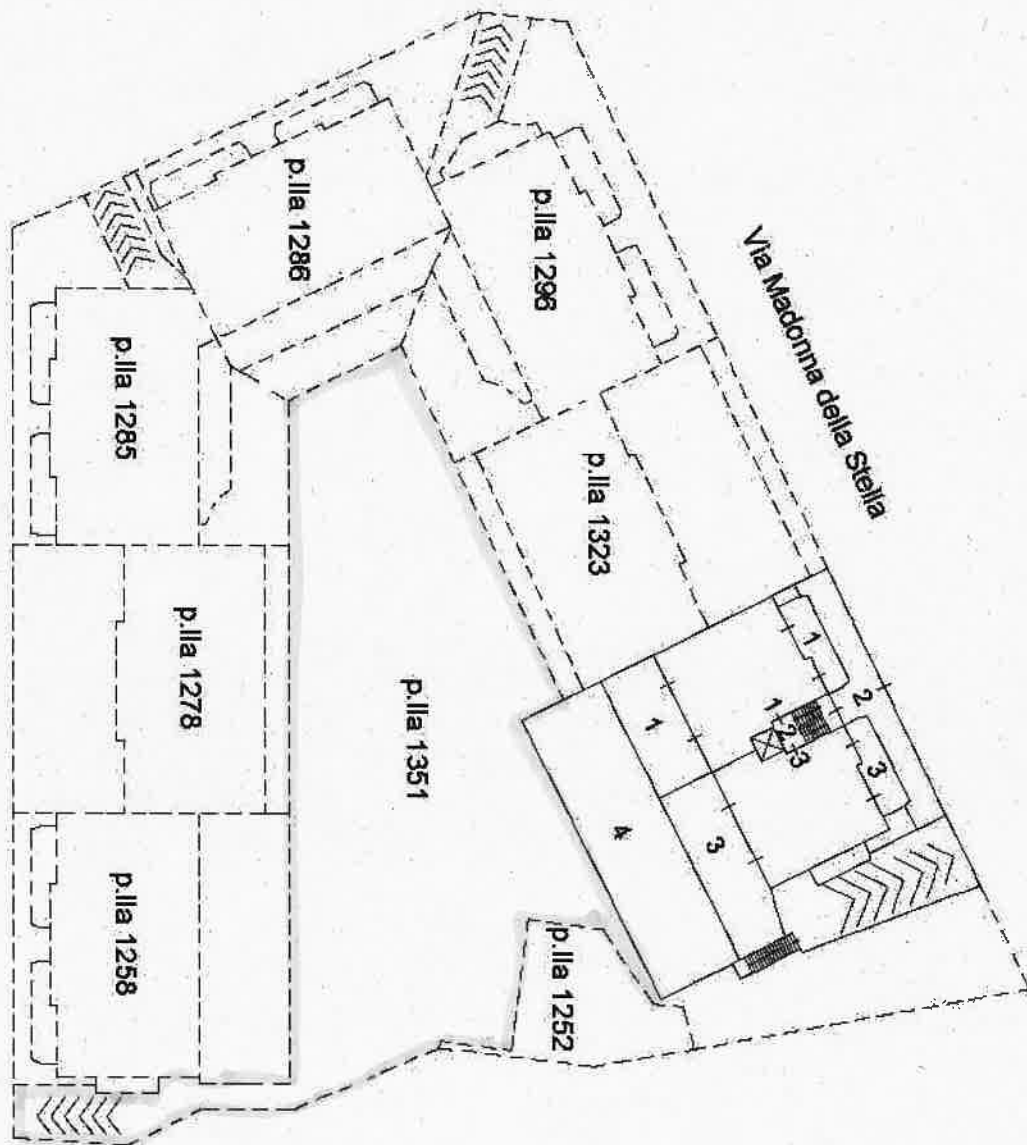 Via Madonna della Stella
p.lla 1286
p.lla 1296
p.lla 1285
p.lla 1323
p.lla 1278
p.lla 1351
p.lla 1258
p.lla 1252
1
2
3
1
2
3
1
3
4